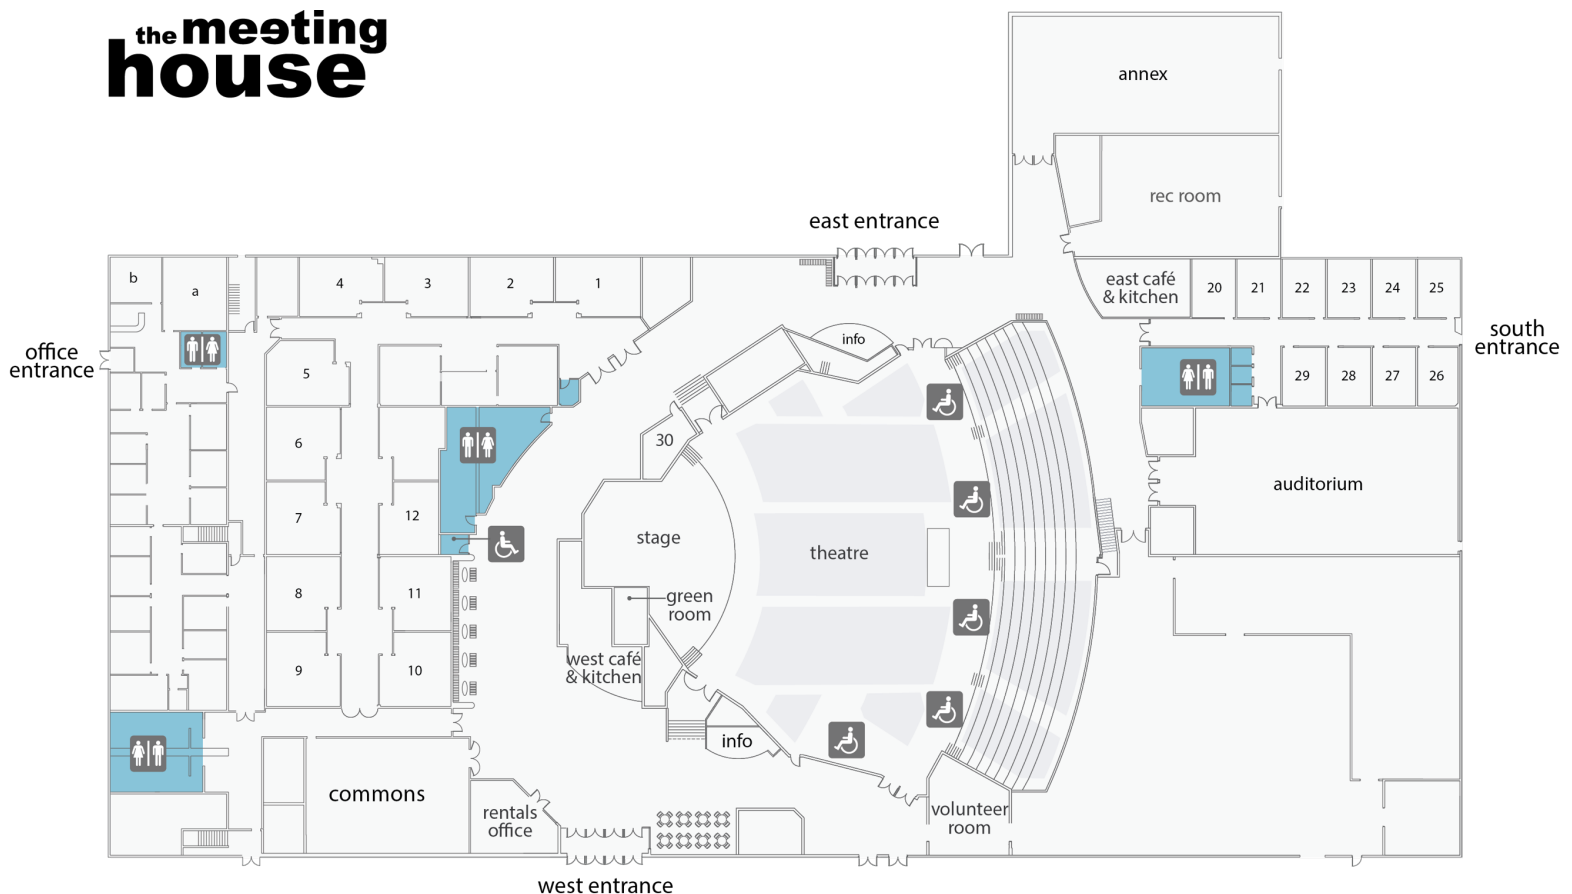 the meeting
house
annex
rec room
east entrance
b
a
4
3
2
1
east café
& kitchen
20
21
22
23
24
25
office
entrance
info
south
entrance
5
29
28
27
26
6
30
auditorium
7
12
stage
theatre
green
room
8
11
west café
& kitchen
9
10
info
commons
rentals
office
volunteer
room
west entrance